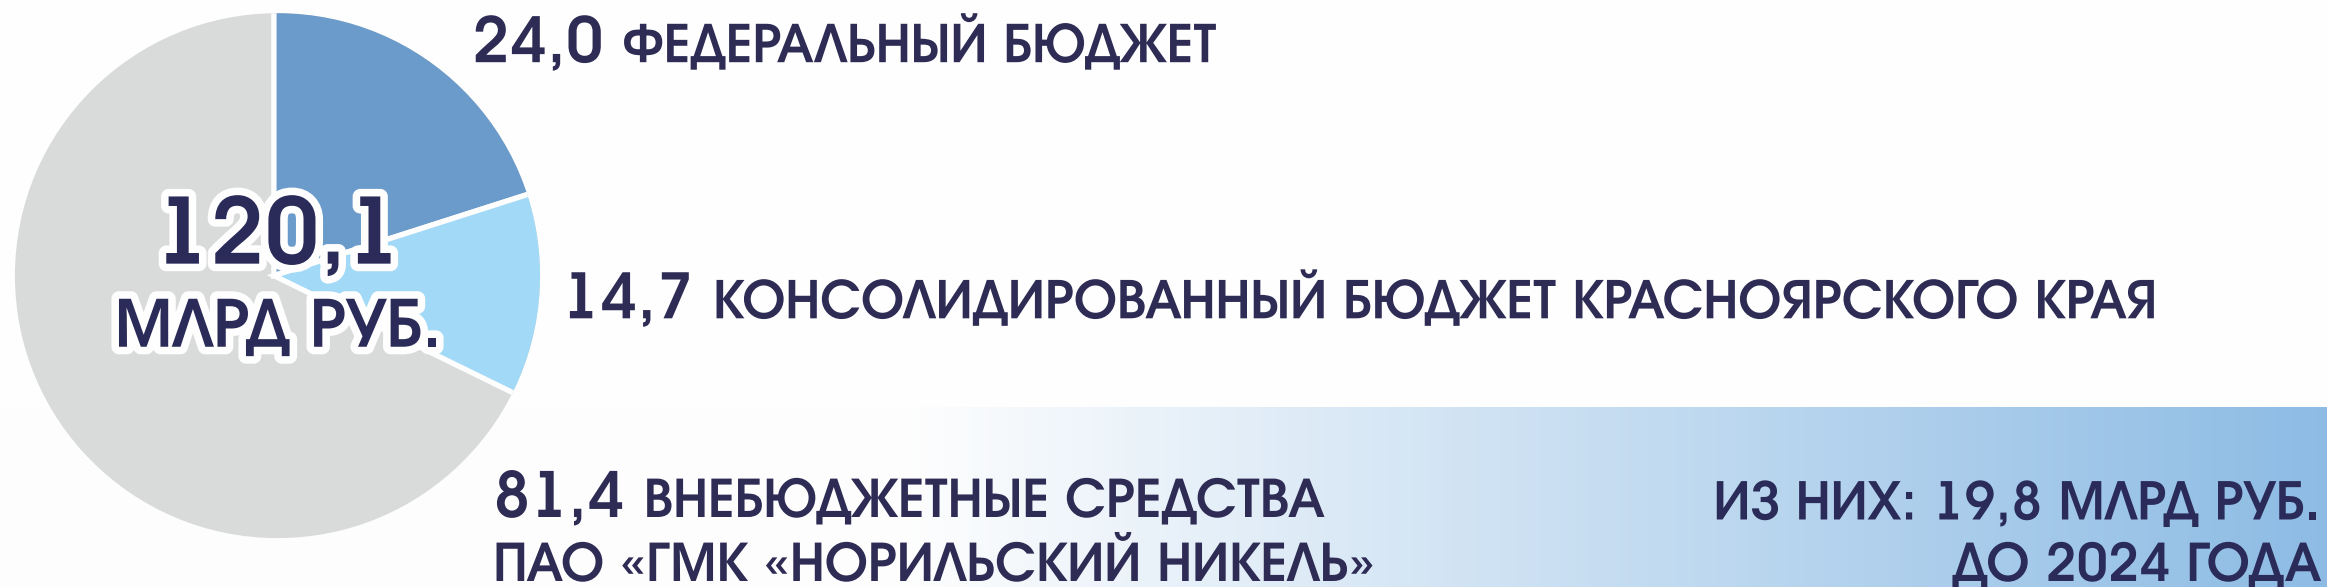 24,0 ФЕДЕРАЛЬНЫЙ БЮДЖЕТ
120,1
МЛРД РУБ.
14,7 КОНСОЛИДИРОВАННЫЙ БЮДЖЕТ КРАСНОЯРСКОГО КРАЯ
81,4 ВНЕБЮДЖЕТНЫЕ СРЕДСТВА
ПАО «ГМК «НОРИЛЬСКИЙ НИКЕЛЬ»
ИЗ НИХ: 19,8 МЛРД РУБ.
ДО 2024 ГОДА